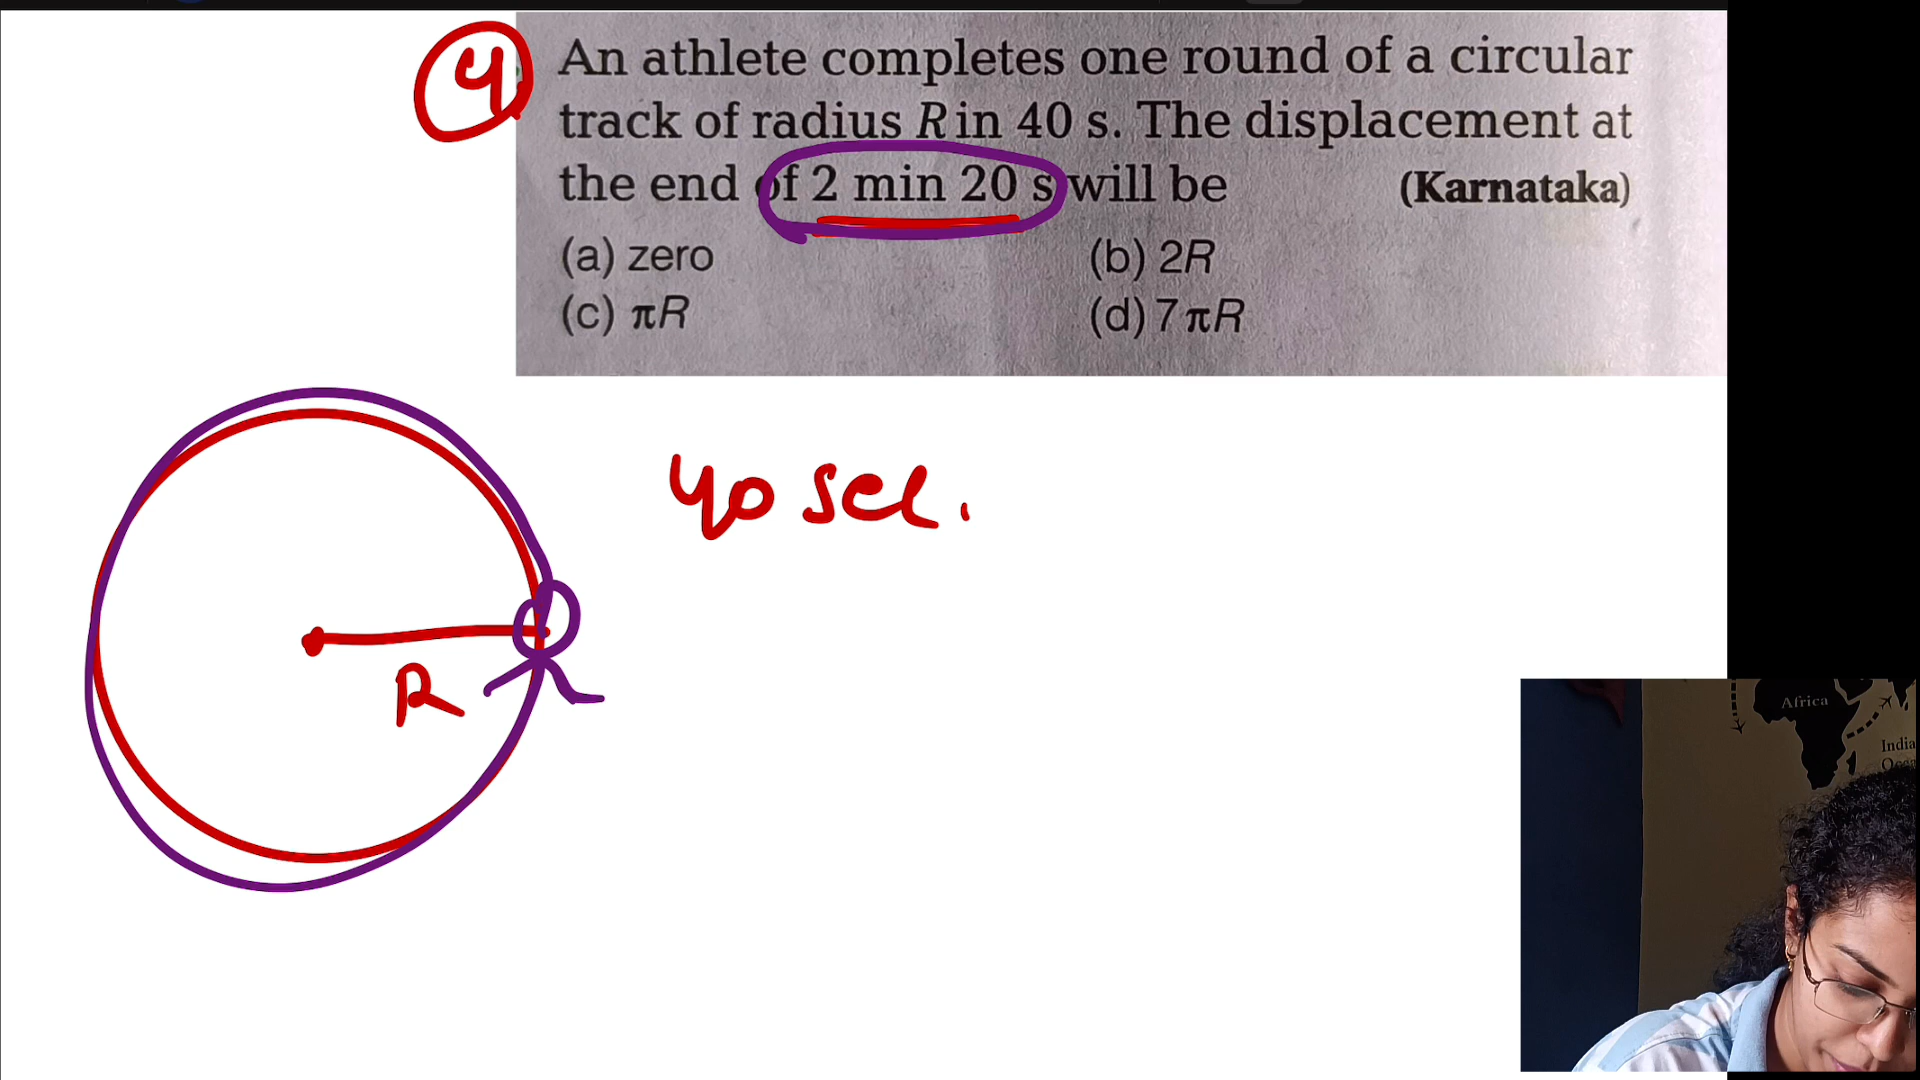 4
An athlete completes one round of a circular
track of radius R in 40 s. The displacement at
the end of 2 min 20 s will be (Karnataka)
(a) zero (b) 2R
(c) πR (d) 7πR
40 sec.
R
Africa
India